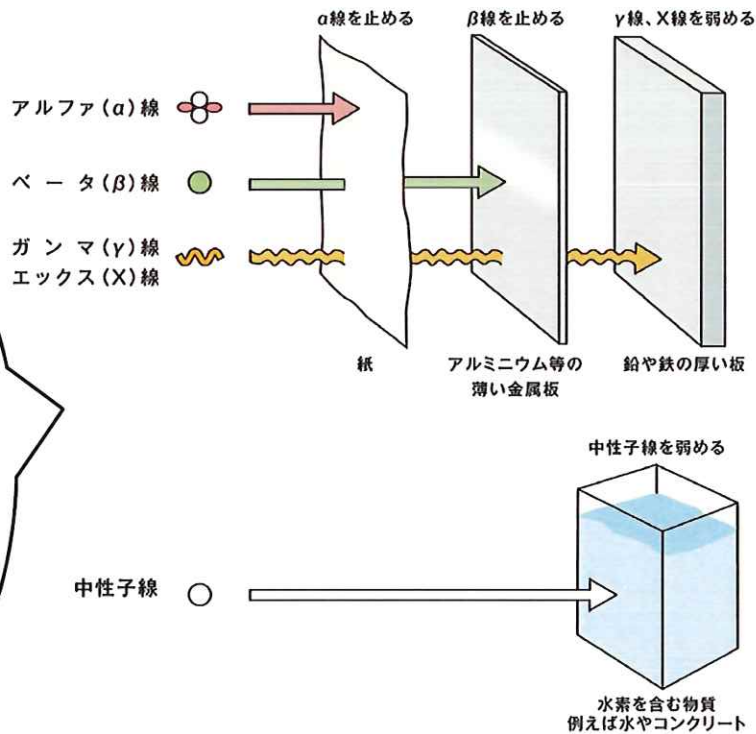 α線を止める
β線を止める
γ線、X線を弱める
アルファ(α)線
ベータ(β)線
ガンマ(γ)線
エックス(X)線
紙
アルミニウム等の
薄い金属板
鉛や鉄の厚い板
中性子線を弱める
中性子線
水素を含む物質
例えば水やコンクリート